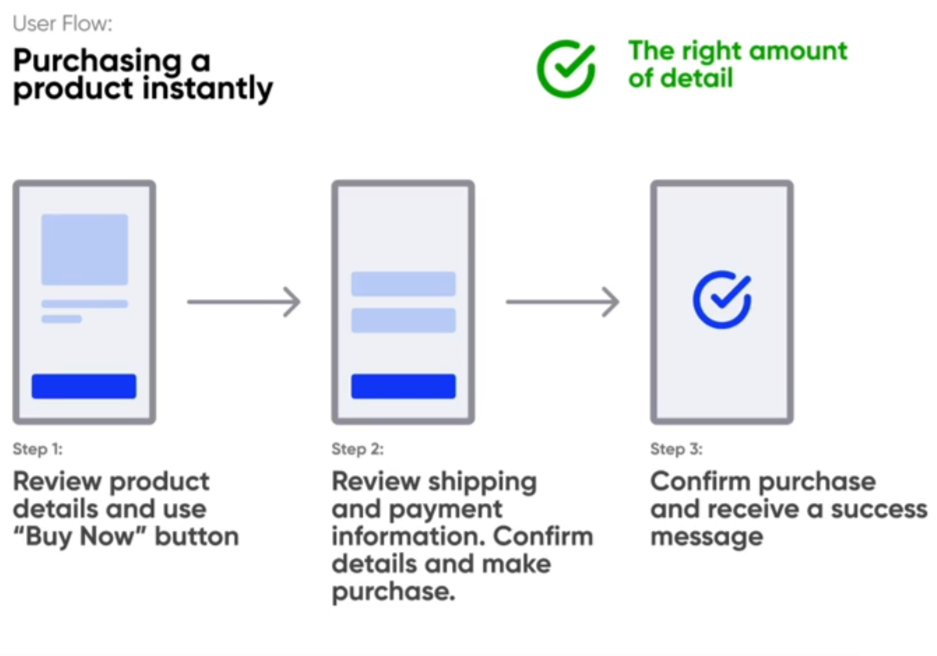 User Flow:
Purchasing a
product instantly
The right amount
of detail
Step 1:
Review product
details and use
“Buy Now” button
Step 2:
Review shipping
and payment
information. Confirm
details and make
purchase.
Step 3:
Confirm purchase
and receive a success
message